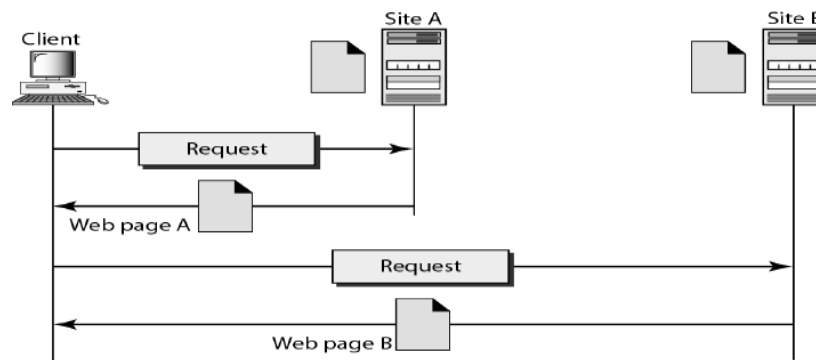 Site A
Site B
Client
Request
Web page A
Request
Web page B